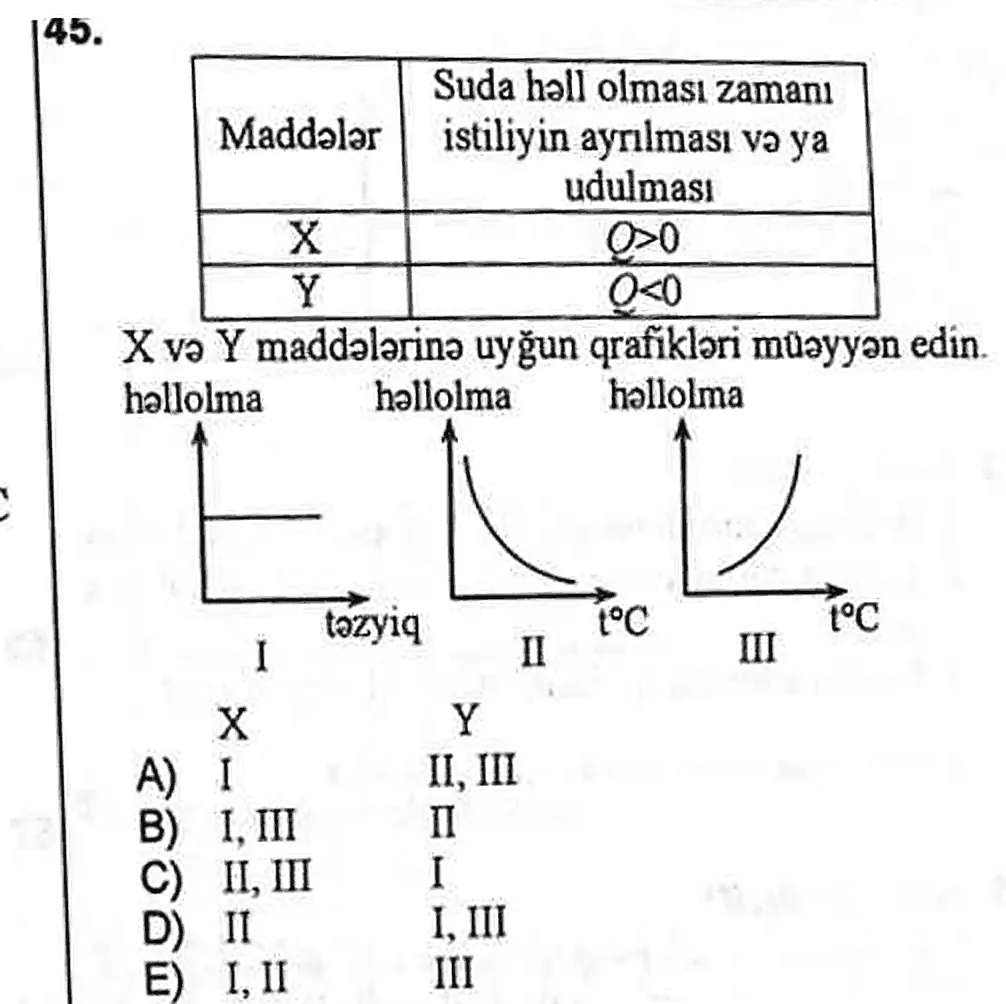 45.
Maddələr
Suda həll olması zamanı
istiliyin ayrılması və ya
udulması
X Q>0
Y Q<0
X və Y maddələrinə uyğun qrafikləri müəyyən edin.
həllolma həllolma həllolma
təzyiq t°C t°C
I II III
X Y
A) I II, III
B) I, III II
C) II, III I
D) II I, III
E) I, II III